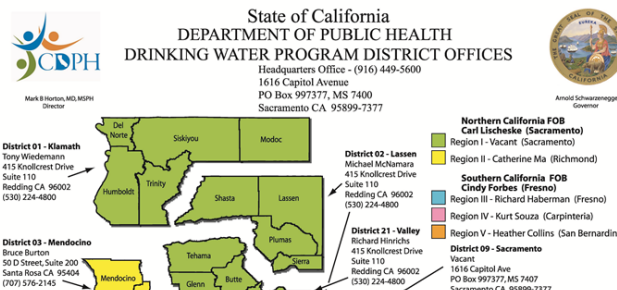 State of California
DEPARTMENT OF PUBLIC HEALTH
DRINKING WATER PROGRAM DISTRICT OFFICES
Headquarters Office - (916) 449-5600
1616 Capitol Avenue
PO Box 997377, MS 7400
Sacramento CA 95899-7377
CDPH
Mark B Horton, MD, MSPH
Director
EUREKA
CALIFORNIA
Arnold Schwarzenegge
Governor
Northern California FOB
Carl Lischeske (Sacramento)
Region I - Vacant (Sacramento)
Region II - Catherine Ma (Richmond)
Southern California FOB
Cindy Forbes (Fresno)
Region III - Richard Haberman (Fresno)
Region IV - Kurt Souza (Carpinteria)
Region V - Heather Collins (San Bernardin
District 01 - Klamath
Tony Wiedemann
415 Knollcrest Drive
Suite 110
Redding CA 96002
(530) 224-4800
Del
Norte
Siskiyou
Modoc
Humboldt
Trinity
Shasta
Lassen
Plumas
Sierra
Tehama
Glenn
Butte
Mendocino
District 02 - Lassen
Michael McNamara
415 Knollcrest Drive
Suite 110
Redding CA 96002
(530) 224-4800
District 21 - Valley
Richard Hinrichs
415 Knollcrest Drive
Suite 110
Redding CA 96002
(530) 224-4800
District 03 - Mendocino
Bruce Burton
50 D Street, Suite 200
Santa Rosa CA 95404
(707) 576-2145
District 09 - Sacramento
Vacant
1616 Capitol Ave
PO Box 997377, MS 7407
Sacramento CA 95899-7377